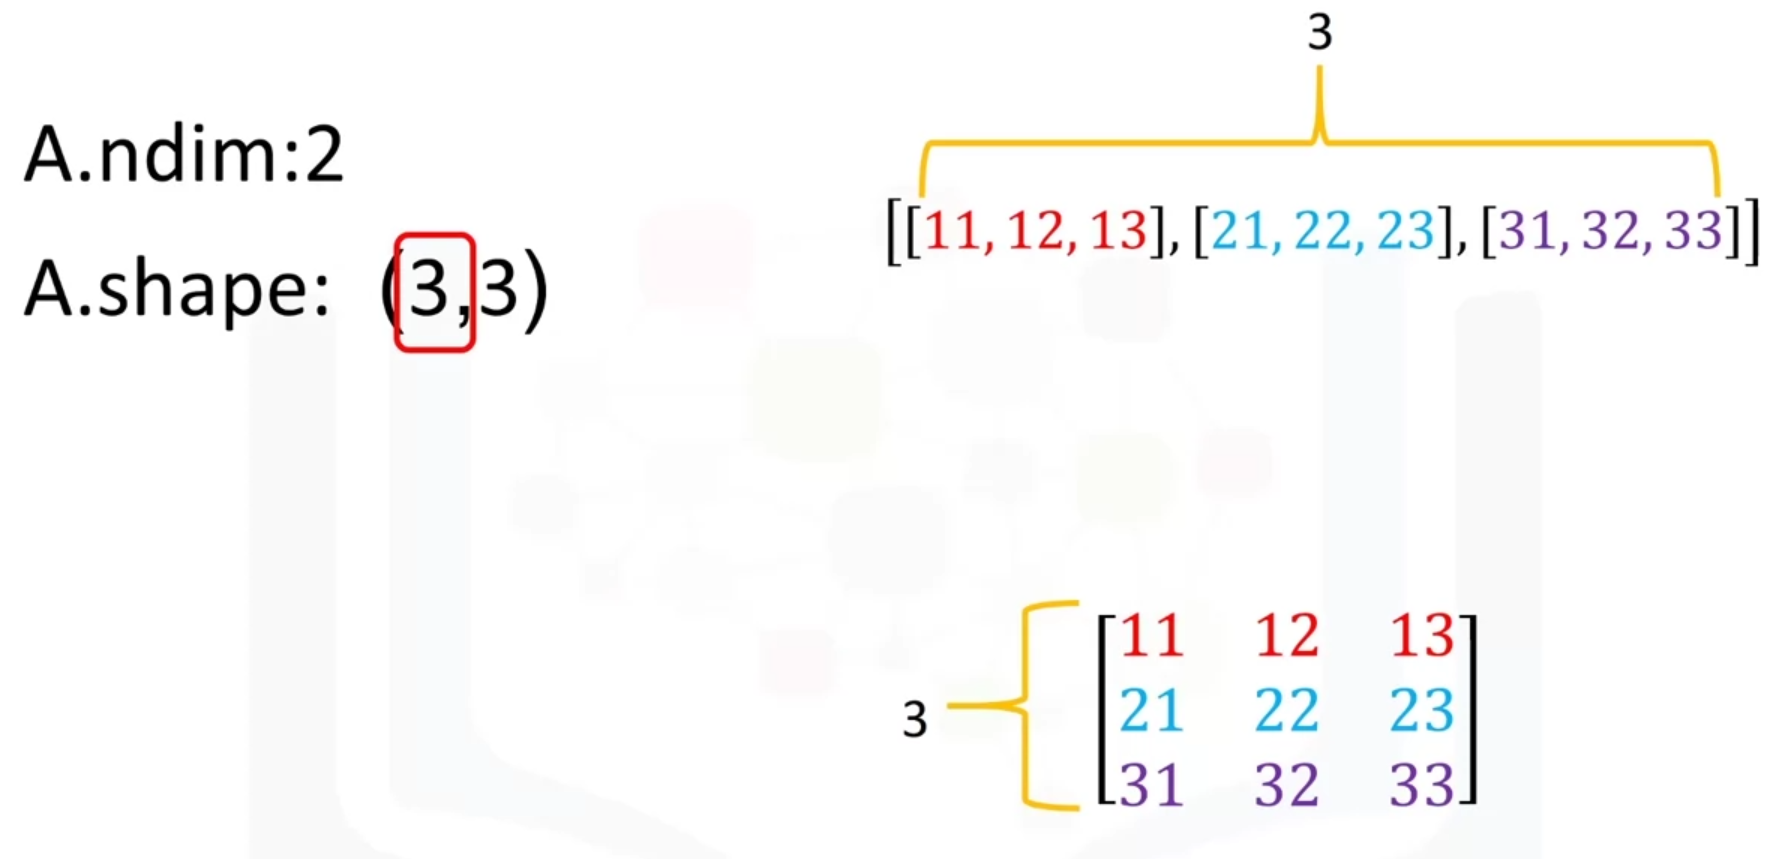 3
A.ndim:2
[[11, 12, 13], [21, 22, 23], [31, 32, 33]]
A.shape: (3,3)
11 12 13
3 21 22 23
31 32 33